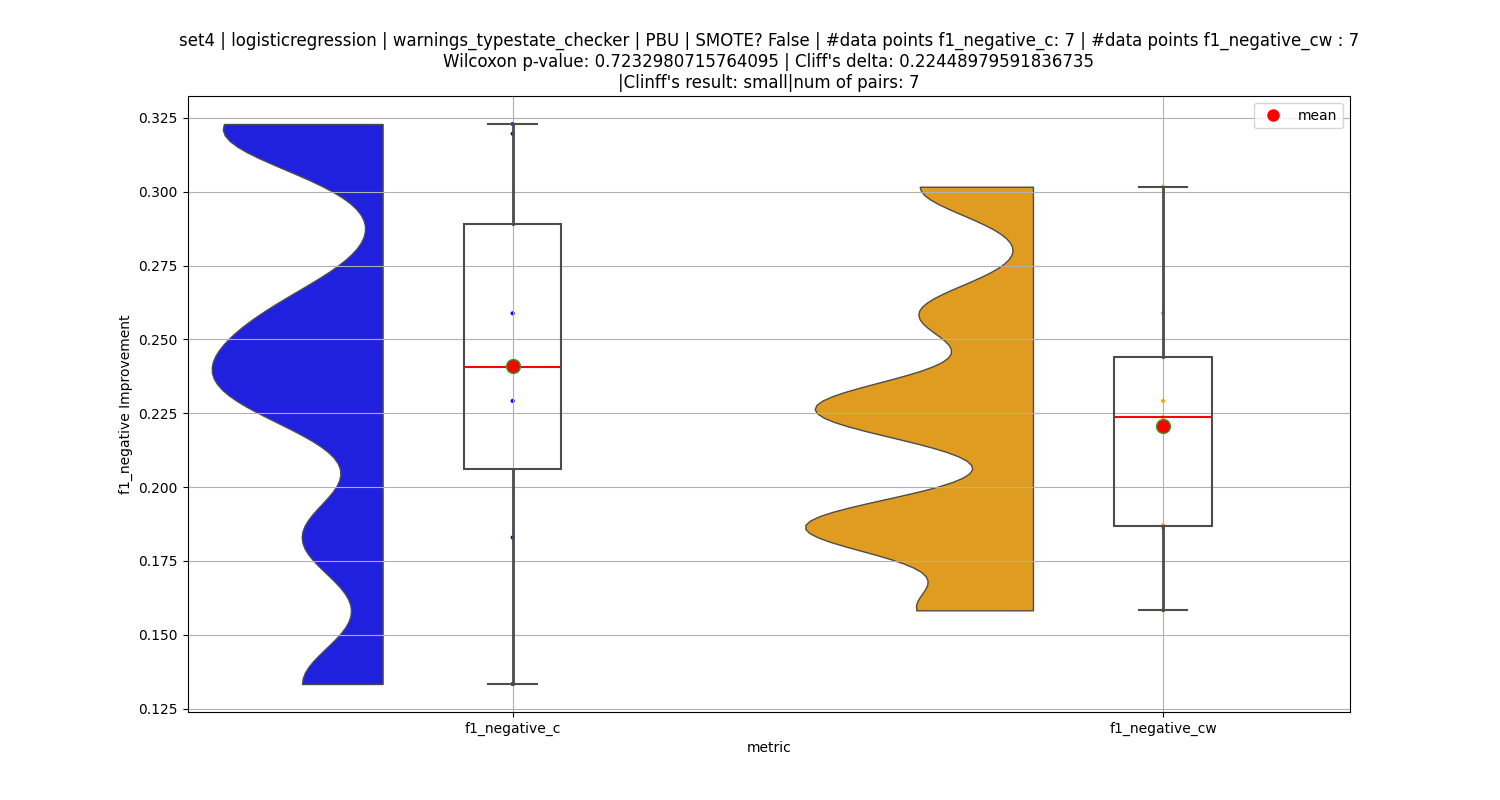 set4 | logisticregression | warnings_typestate_checker | PBU | SMOTE? False | #data points f1_negative_c: 7 | #data points f1_negative_cw : 7
Wilcoxon p-value: 0.7232980715764095 | Cliff's delta: 0.22448979591836735
|Clinff's result: small|num of pairs: 7
mean
0.325
0.300
0.275
0.250
0.225
0.200
0.175
0.150
0.125
f1_negative Improvement
f1_negative_c
f1_negative_cw
metric